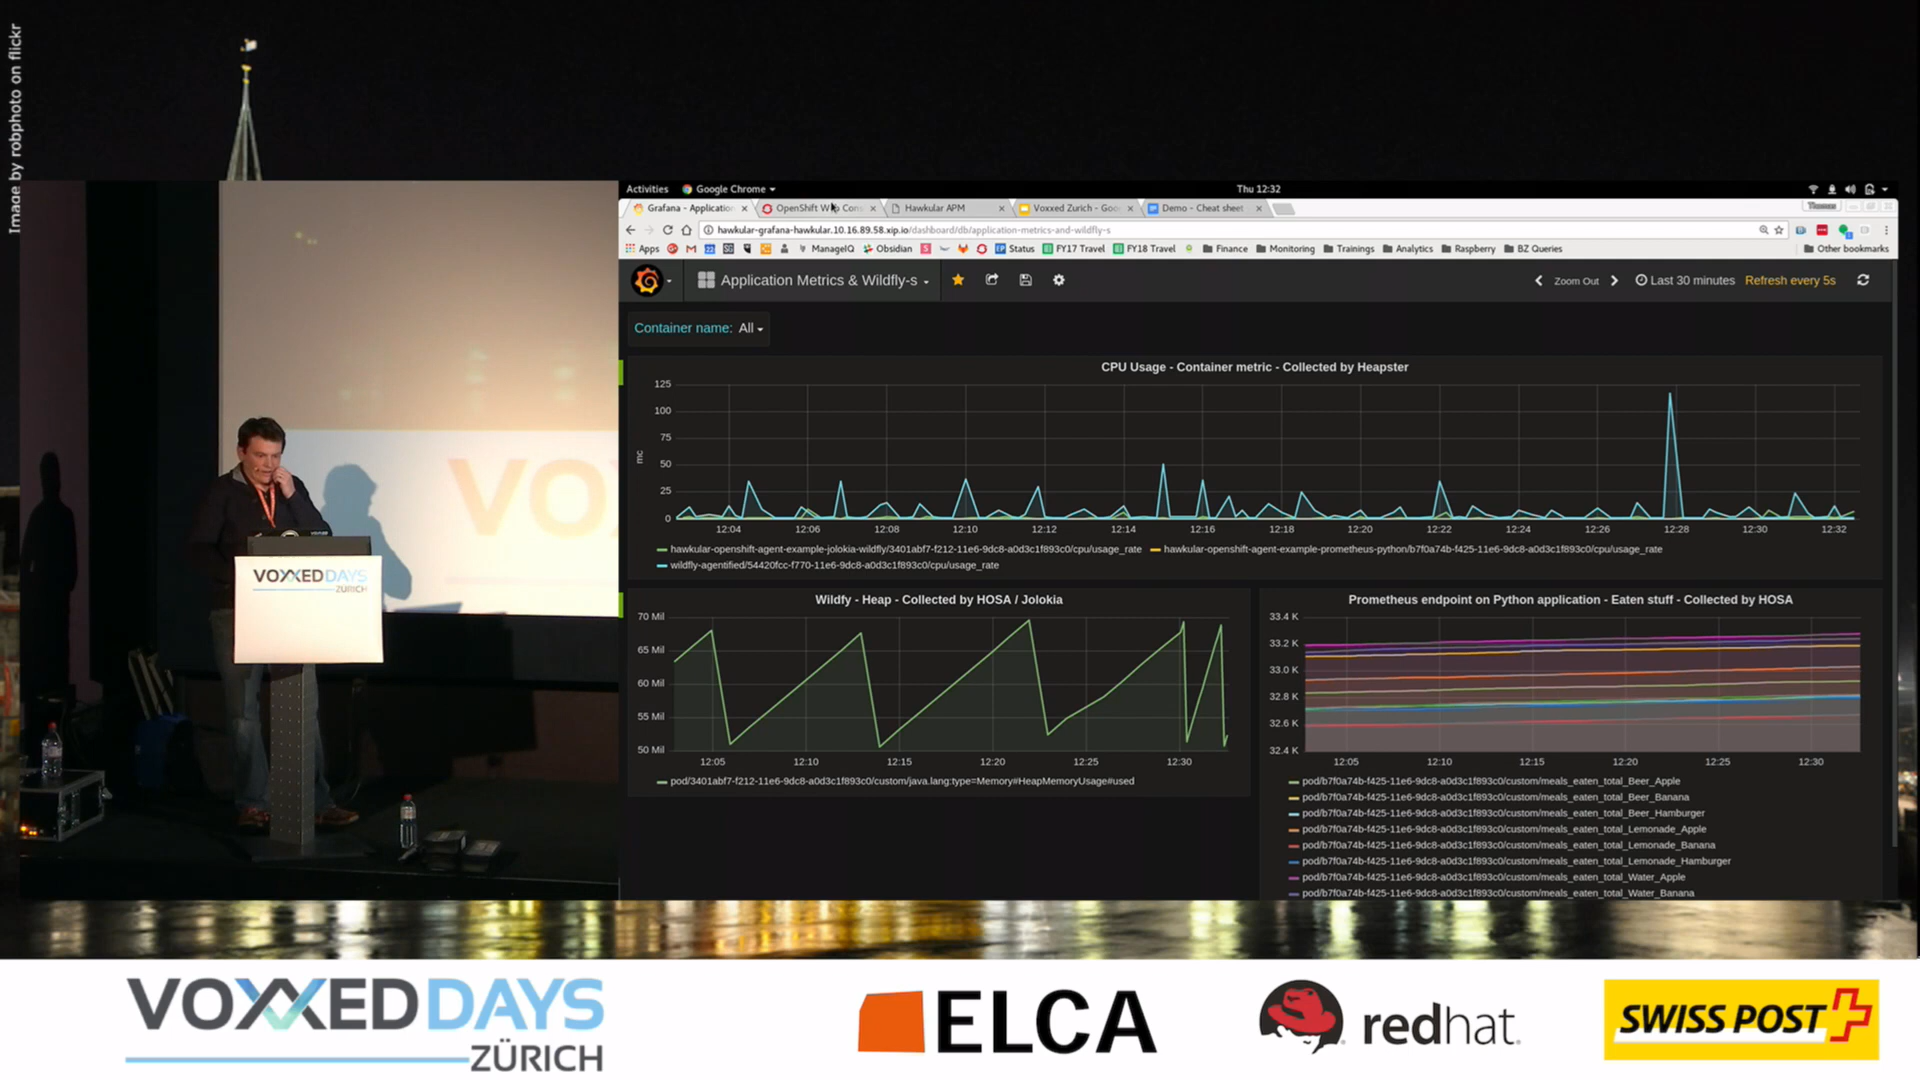 Image by robphoto on flickr
Activities Google Chrome Thu 12:32
Grafana - Application OpenShift Web Cons Hawkular APM Voxxed Zurich - Goo Demo - Cheat sheet Thomas
hawkular-grafana-hawkular.10.16.89.58.xip.io/dashboard/db/application-metrics-and-wildfly-s
Apps ManageIQ Obsidian Status FY17 Travel FY18 Travel Finance Monitoring Trainings Analytics Raspberry BZ Queries Other bookmarks
Application Metrics & Wildfly-s Zoom Out Last 30 minutes Refresh every 5s
Container name: All
CPU Usage - Container metric - Collected by Heapster
125
100
75
50
25
0
mc
12:04 12:06 12:08 12:10 12:12 12:14 12:16 12:18 12:20 12:22 12:24 12:26 12:28 12:30 12:32
hawkular-openshift-agent-example-jolokia-wildfly/3401abf7-f212-11e6-9dc8-a0d3c1f893c0/cpu/usage_rate hawkular-openshift-agent-example-prometheus-python/b7f0a74b-f425-11e6-9dc8-a0d3c1f893c0/cpu/usage_rate
wildfly-agentified/54420fcc-f770-11e6-9dc8-a0d3c1f893c0/cpu/usage_rate
Wildfy - Heap - Collected by HOSA / Jolokia
70 Mil
65 Mil
60 Mil
55 Mil
50 Mil
12:05 12:10 12:15 12:20 12:25 12:30
pod/3401abf7-f212-11e6-9dc8-a0d3c1f893c0/custom/java.lang:type=Memory#HeapMemoryUsage#used
Prometheus endpoint on Python application - Eaten stuff - Collected by HOSA
33.4 K
33.2 K
33.0 K
32.8 K
32.6 K
32.4 K
12:05 12:10 12:15 12:20 12:25 12:30
pod/b7f0a74b-f425-11e6-9dc8-a0d3c1f893c0/custom/meals_eaten_total_Beer_Apple
pod/b7f0a74b-f425-11e6-9dc8-a0d3c1f893c0/custom/meals_eaten_total_Beer_Banana
pod/b7f0a74b-f425-11e6-9dc8-a0d3c1f893c0/custom/meals_eaten_total_Beer_Hamburger
pod/b7f0a74b-f425-11e6-9dc8-a0d3c1f893c0/custom/meals_eaten_total_Lemonade_Apple
pod/b7f0a74b-f425-11e6-9dc8-a0d3c1f893c0/custom/meals_eaten_total_Lemonade_Banana
pod/b7f0a74b-f425-11e6-9dc8-a0d3c1f893c0/custom/meals_eaten_total_Lemonade_Hamburger
pod/b7f0a74b-f425-11e6-9dc8-a0d3c1f893c0/custom/meals_eaten_total_Water_Apple
pod/b7f0a74b-f425-11e6-9dc8-a0d3c1f893c0/custom/meals_eaten_total_Water_Banana
VO
VOXXED DAYS
ZÜRICH
VOXXED DAYS
ZÜRICH
ELCA
redhat.
SWISS POST